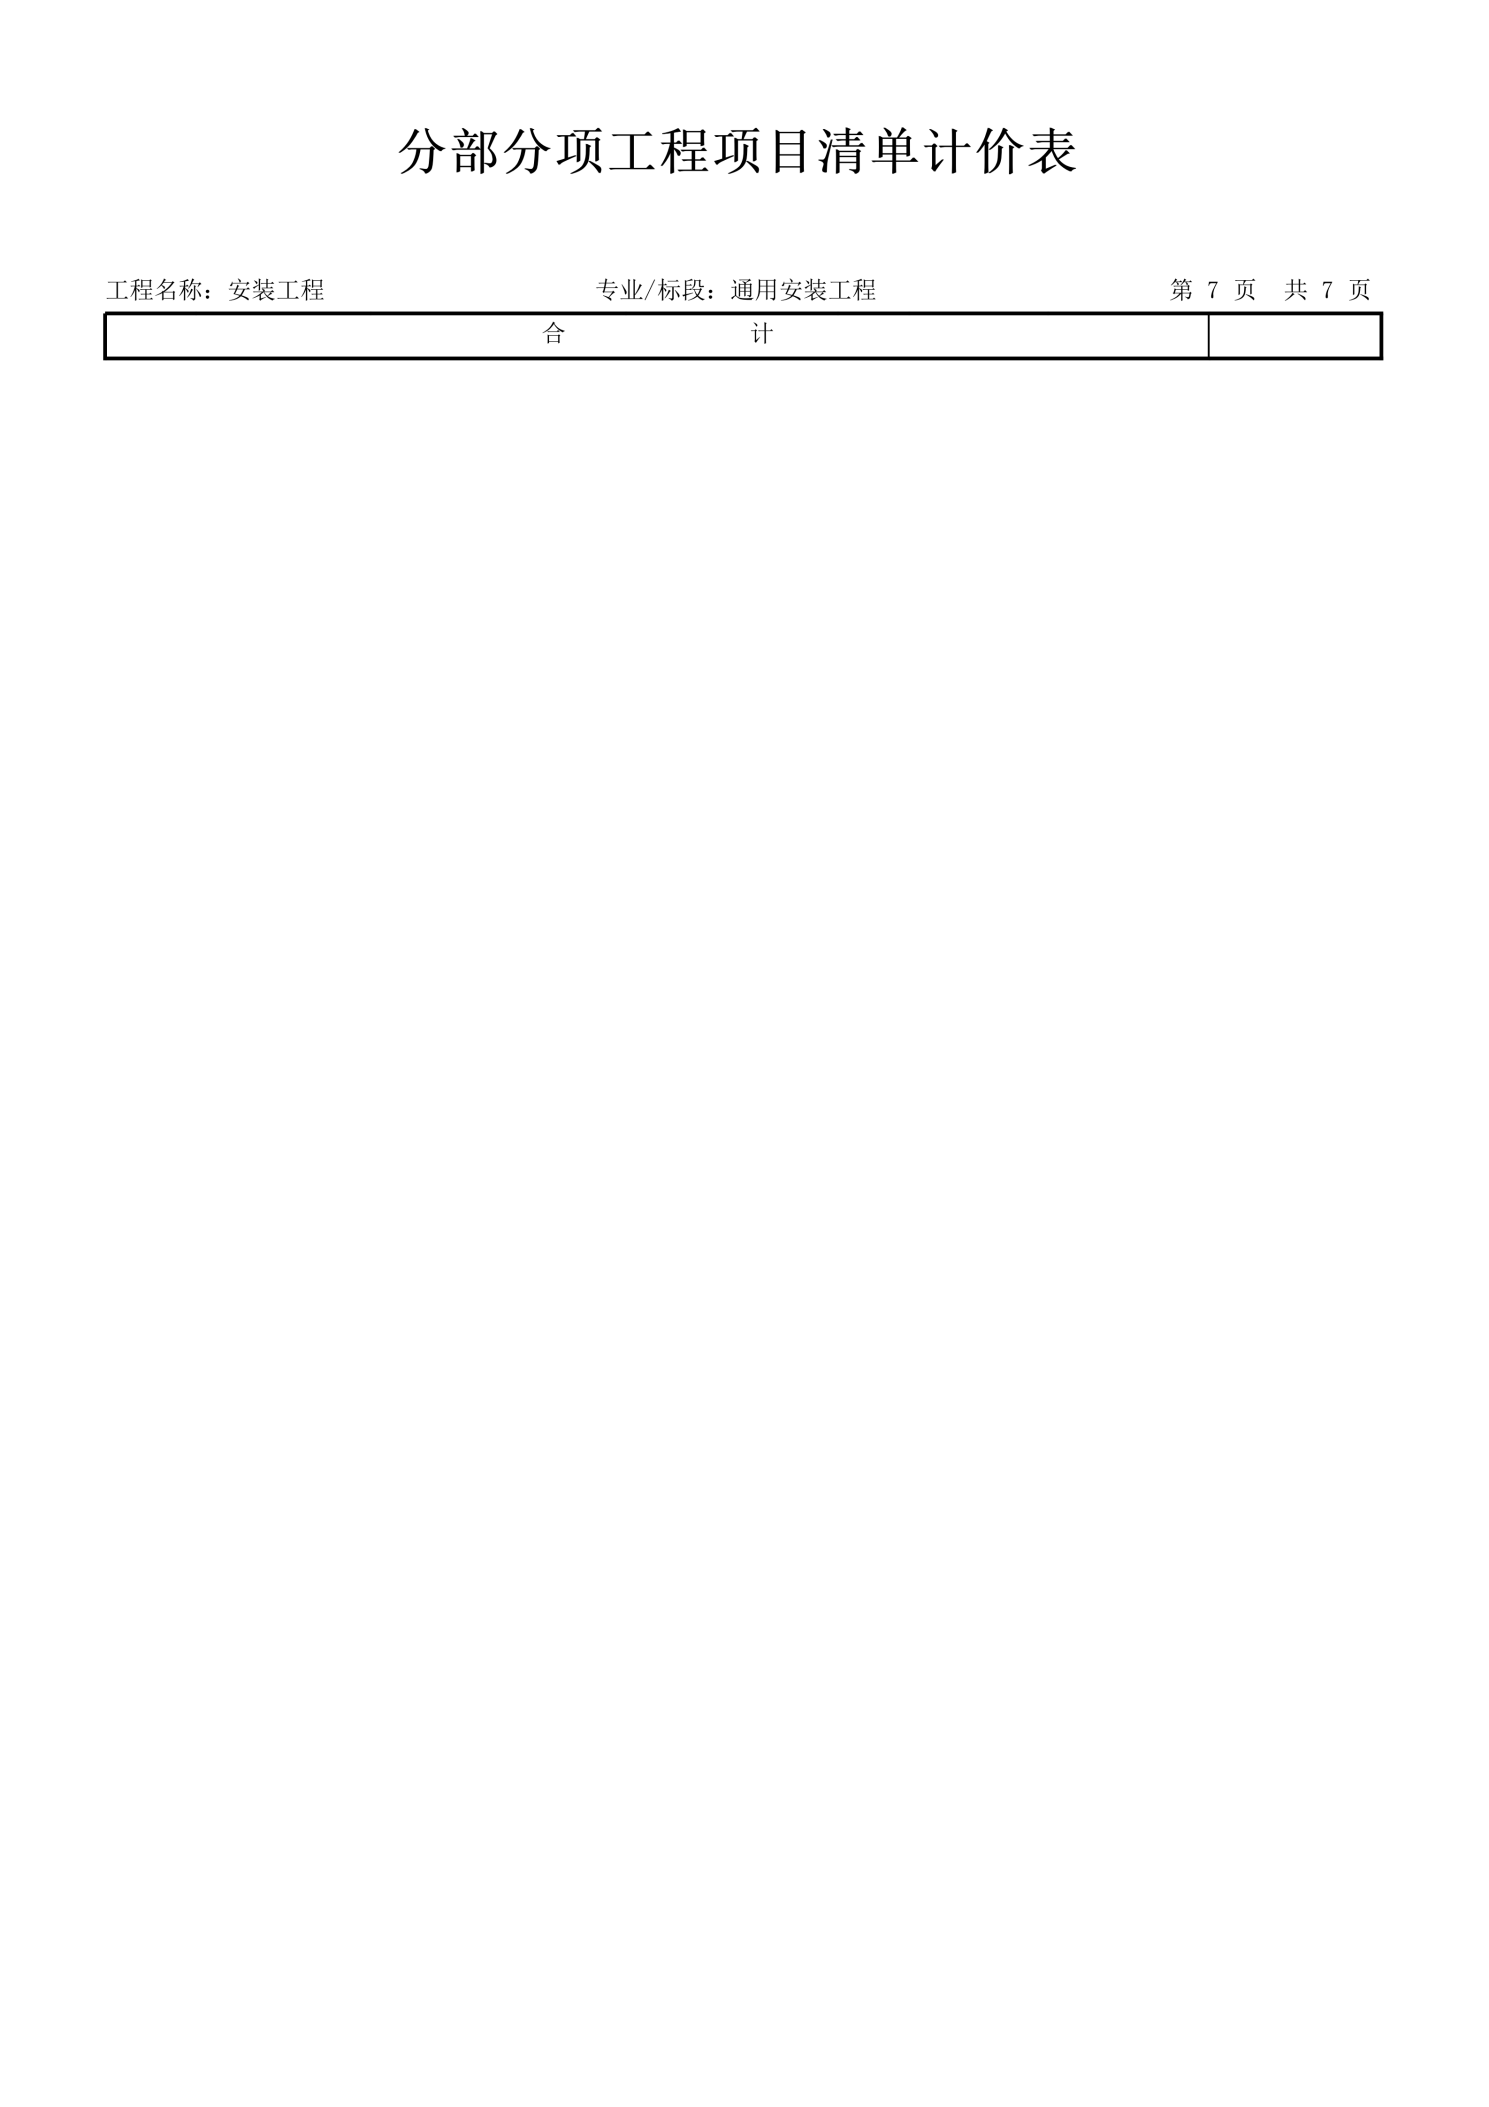 分部分项工程项目清单计价表
工程名称：安装工程 专业/标段：通用安装工程 第 7 页 共 7 页
合 计